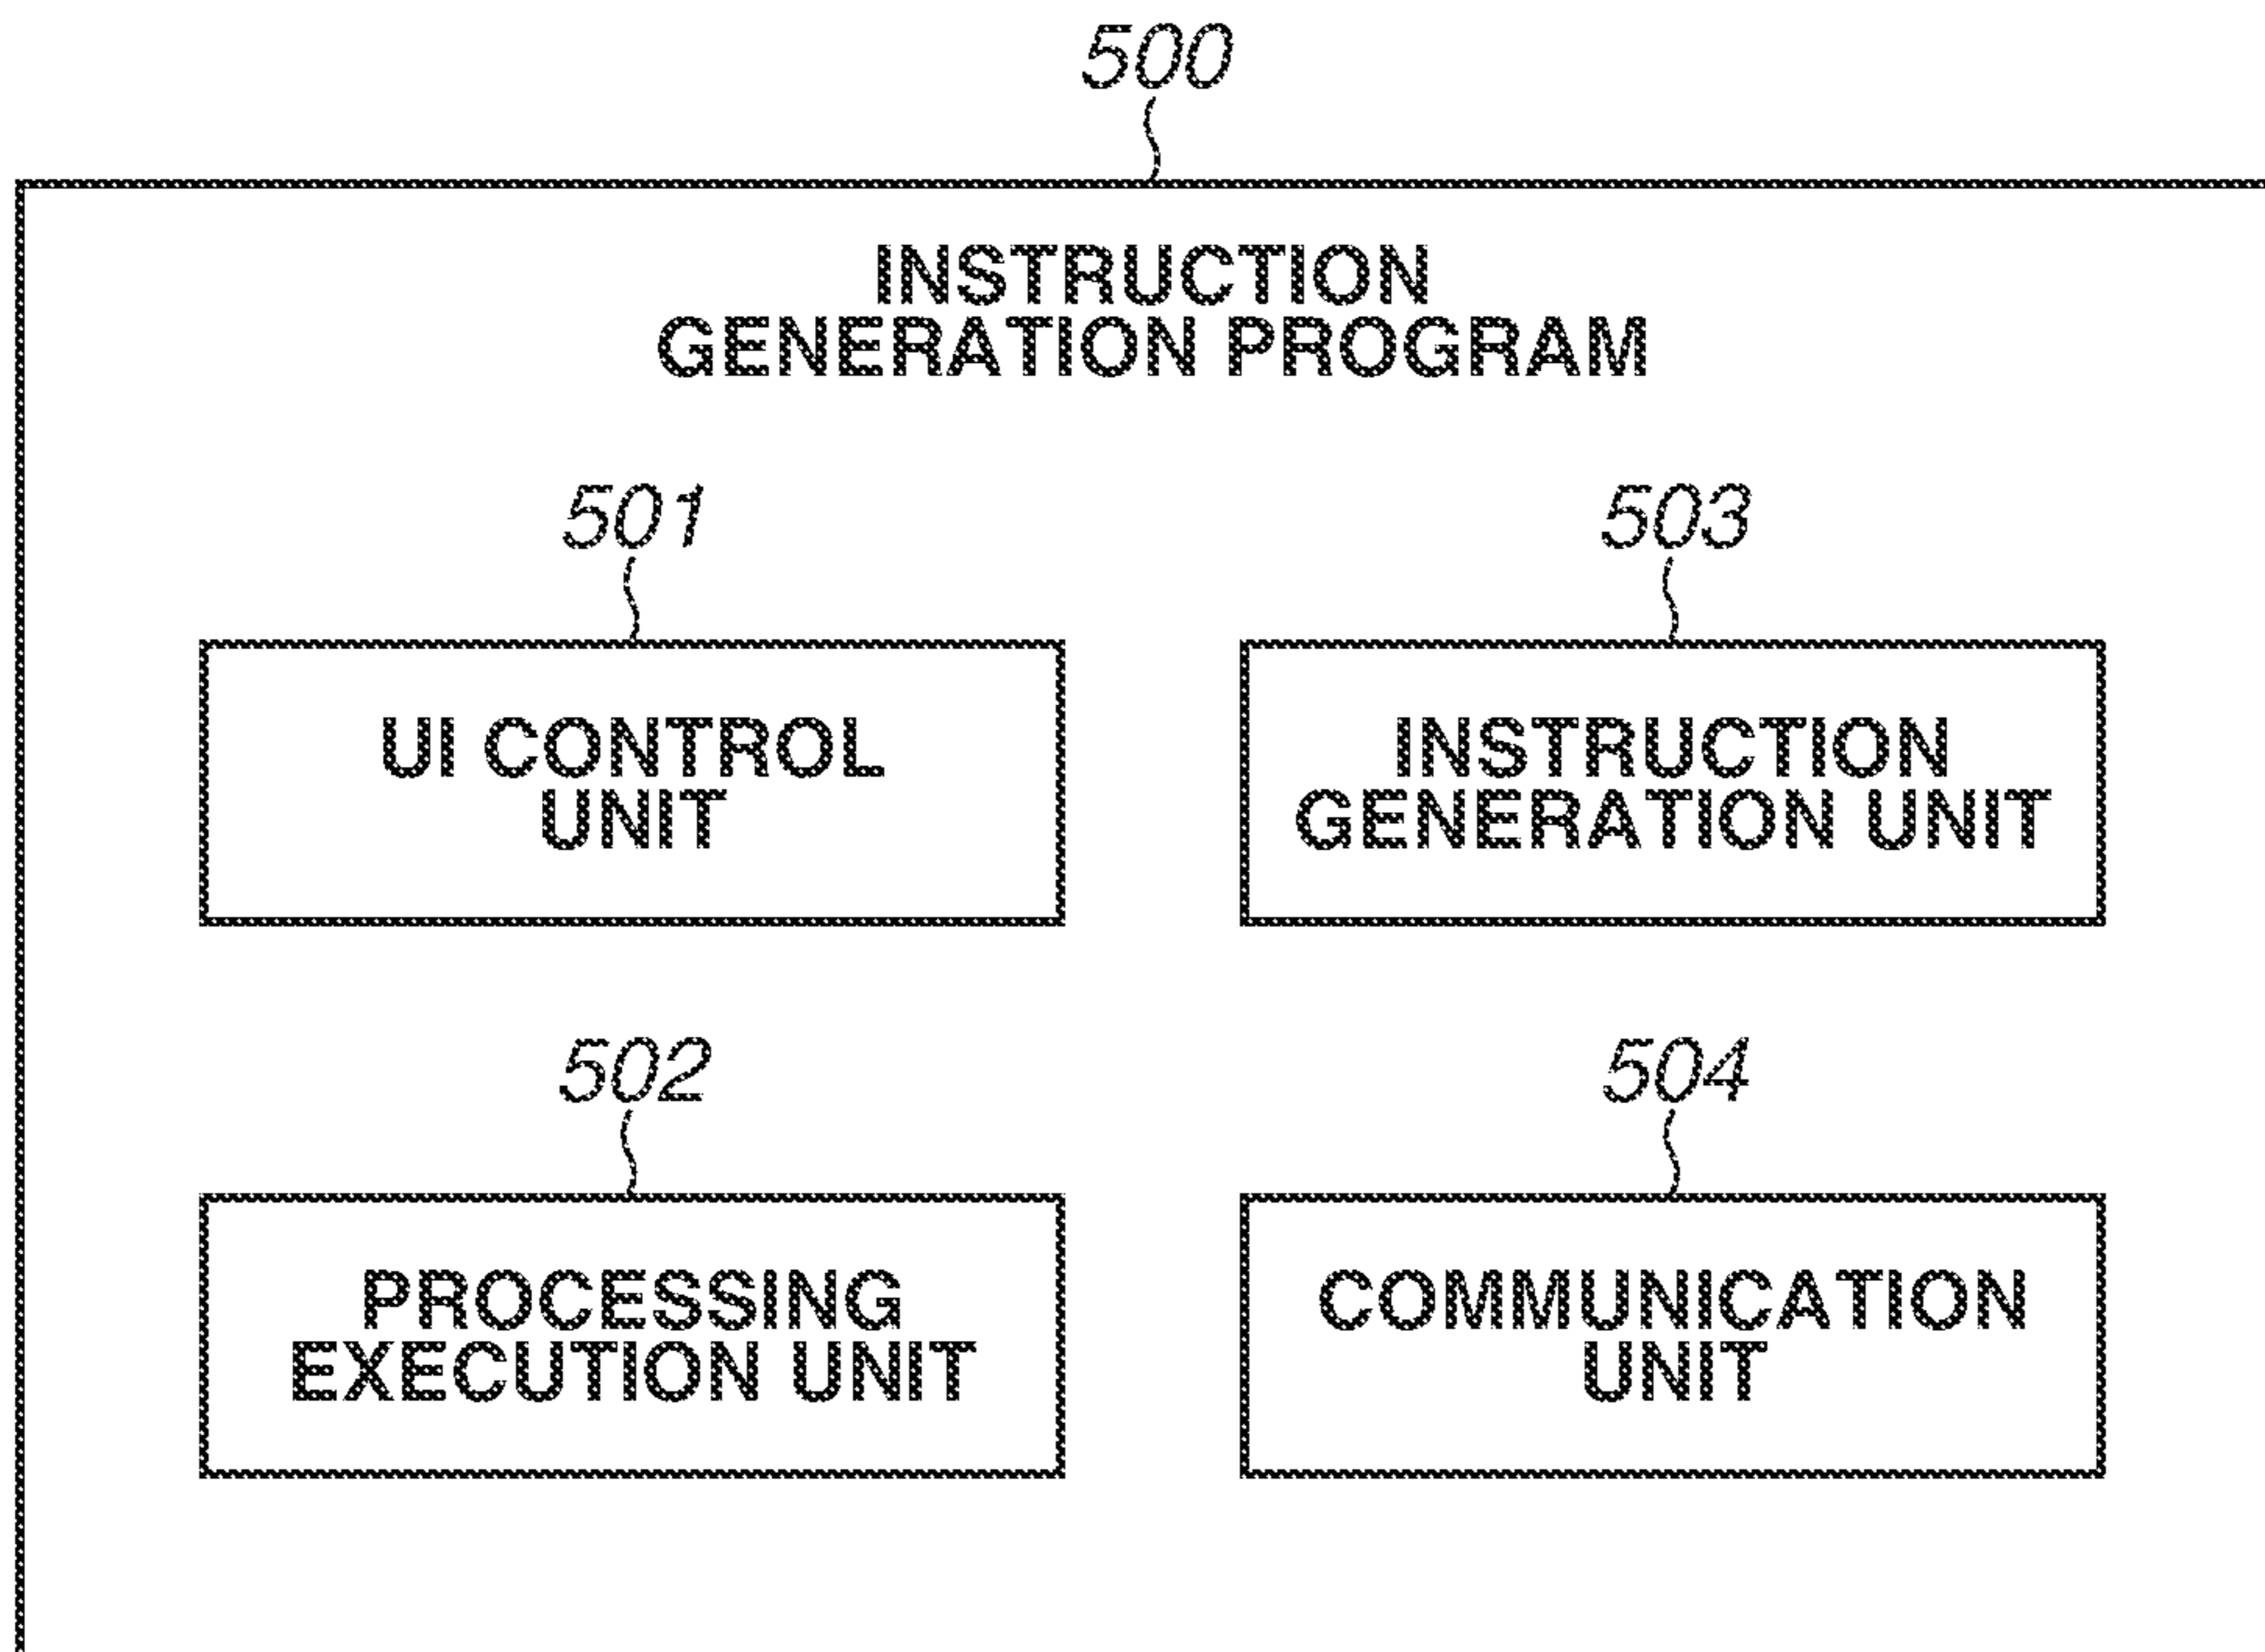 500
INSTRUCTION
GENERATION PROGRAM
501
UI CONTROL
UNIT
503
INSTRUCTION
GENERATION UNIT
502
PROCESSING
EXECUTION UNIT
504
COMMUNICATION
UNIT